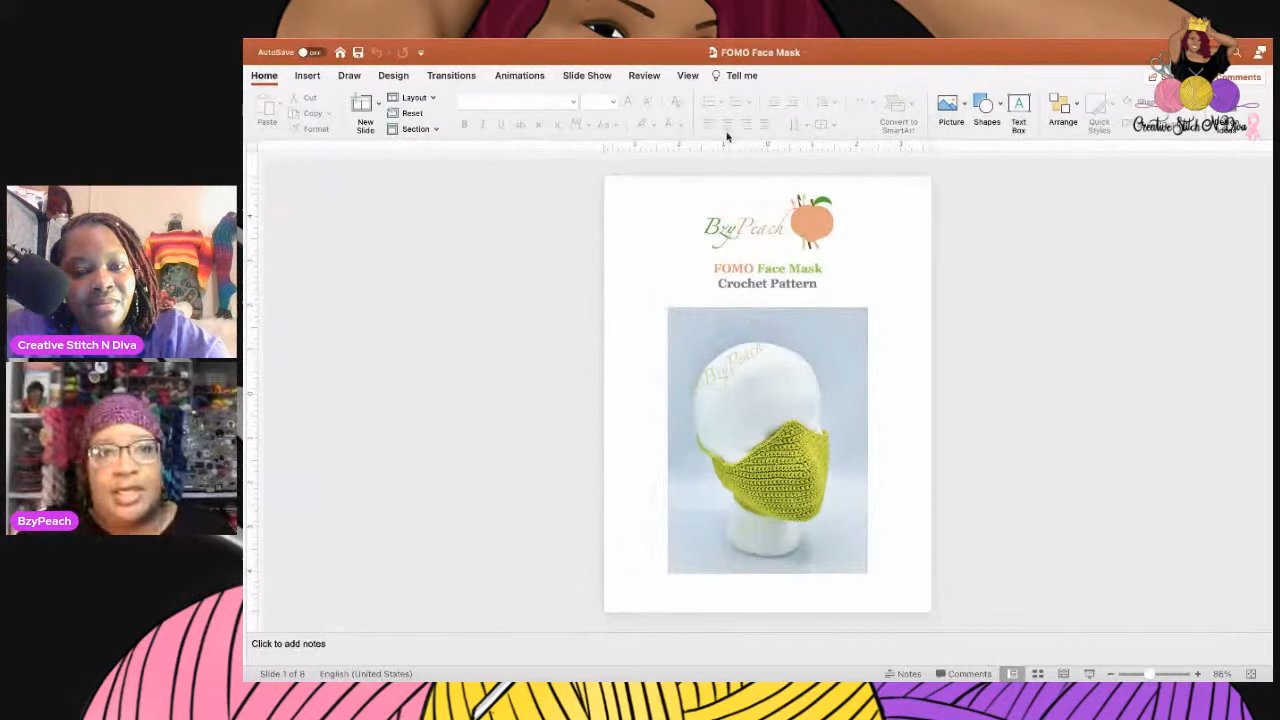 AutoSave OFF
FOMO Face Mask
Home Insert Draw Design Transitions Animations Slide Show Review View Tell me
Comments
Paste
Cut
Copy
Format
New Slide
Layout
Reset
Section
Convert to SmartArt
Picture
Shapes
Text Box
Arrange
Quick Styles
Creative Stitch N Diva
BzyPeach
FOMO Face Mask
Crochet Pattern
BzyPeach
Creative Stitch N Diva
BzyPeach
Click to add notes
Slide 1 of 8 English (United States) Notes Comments 86%